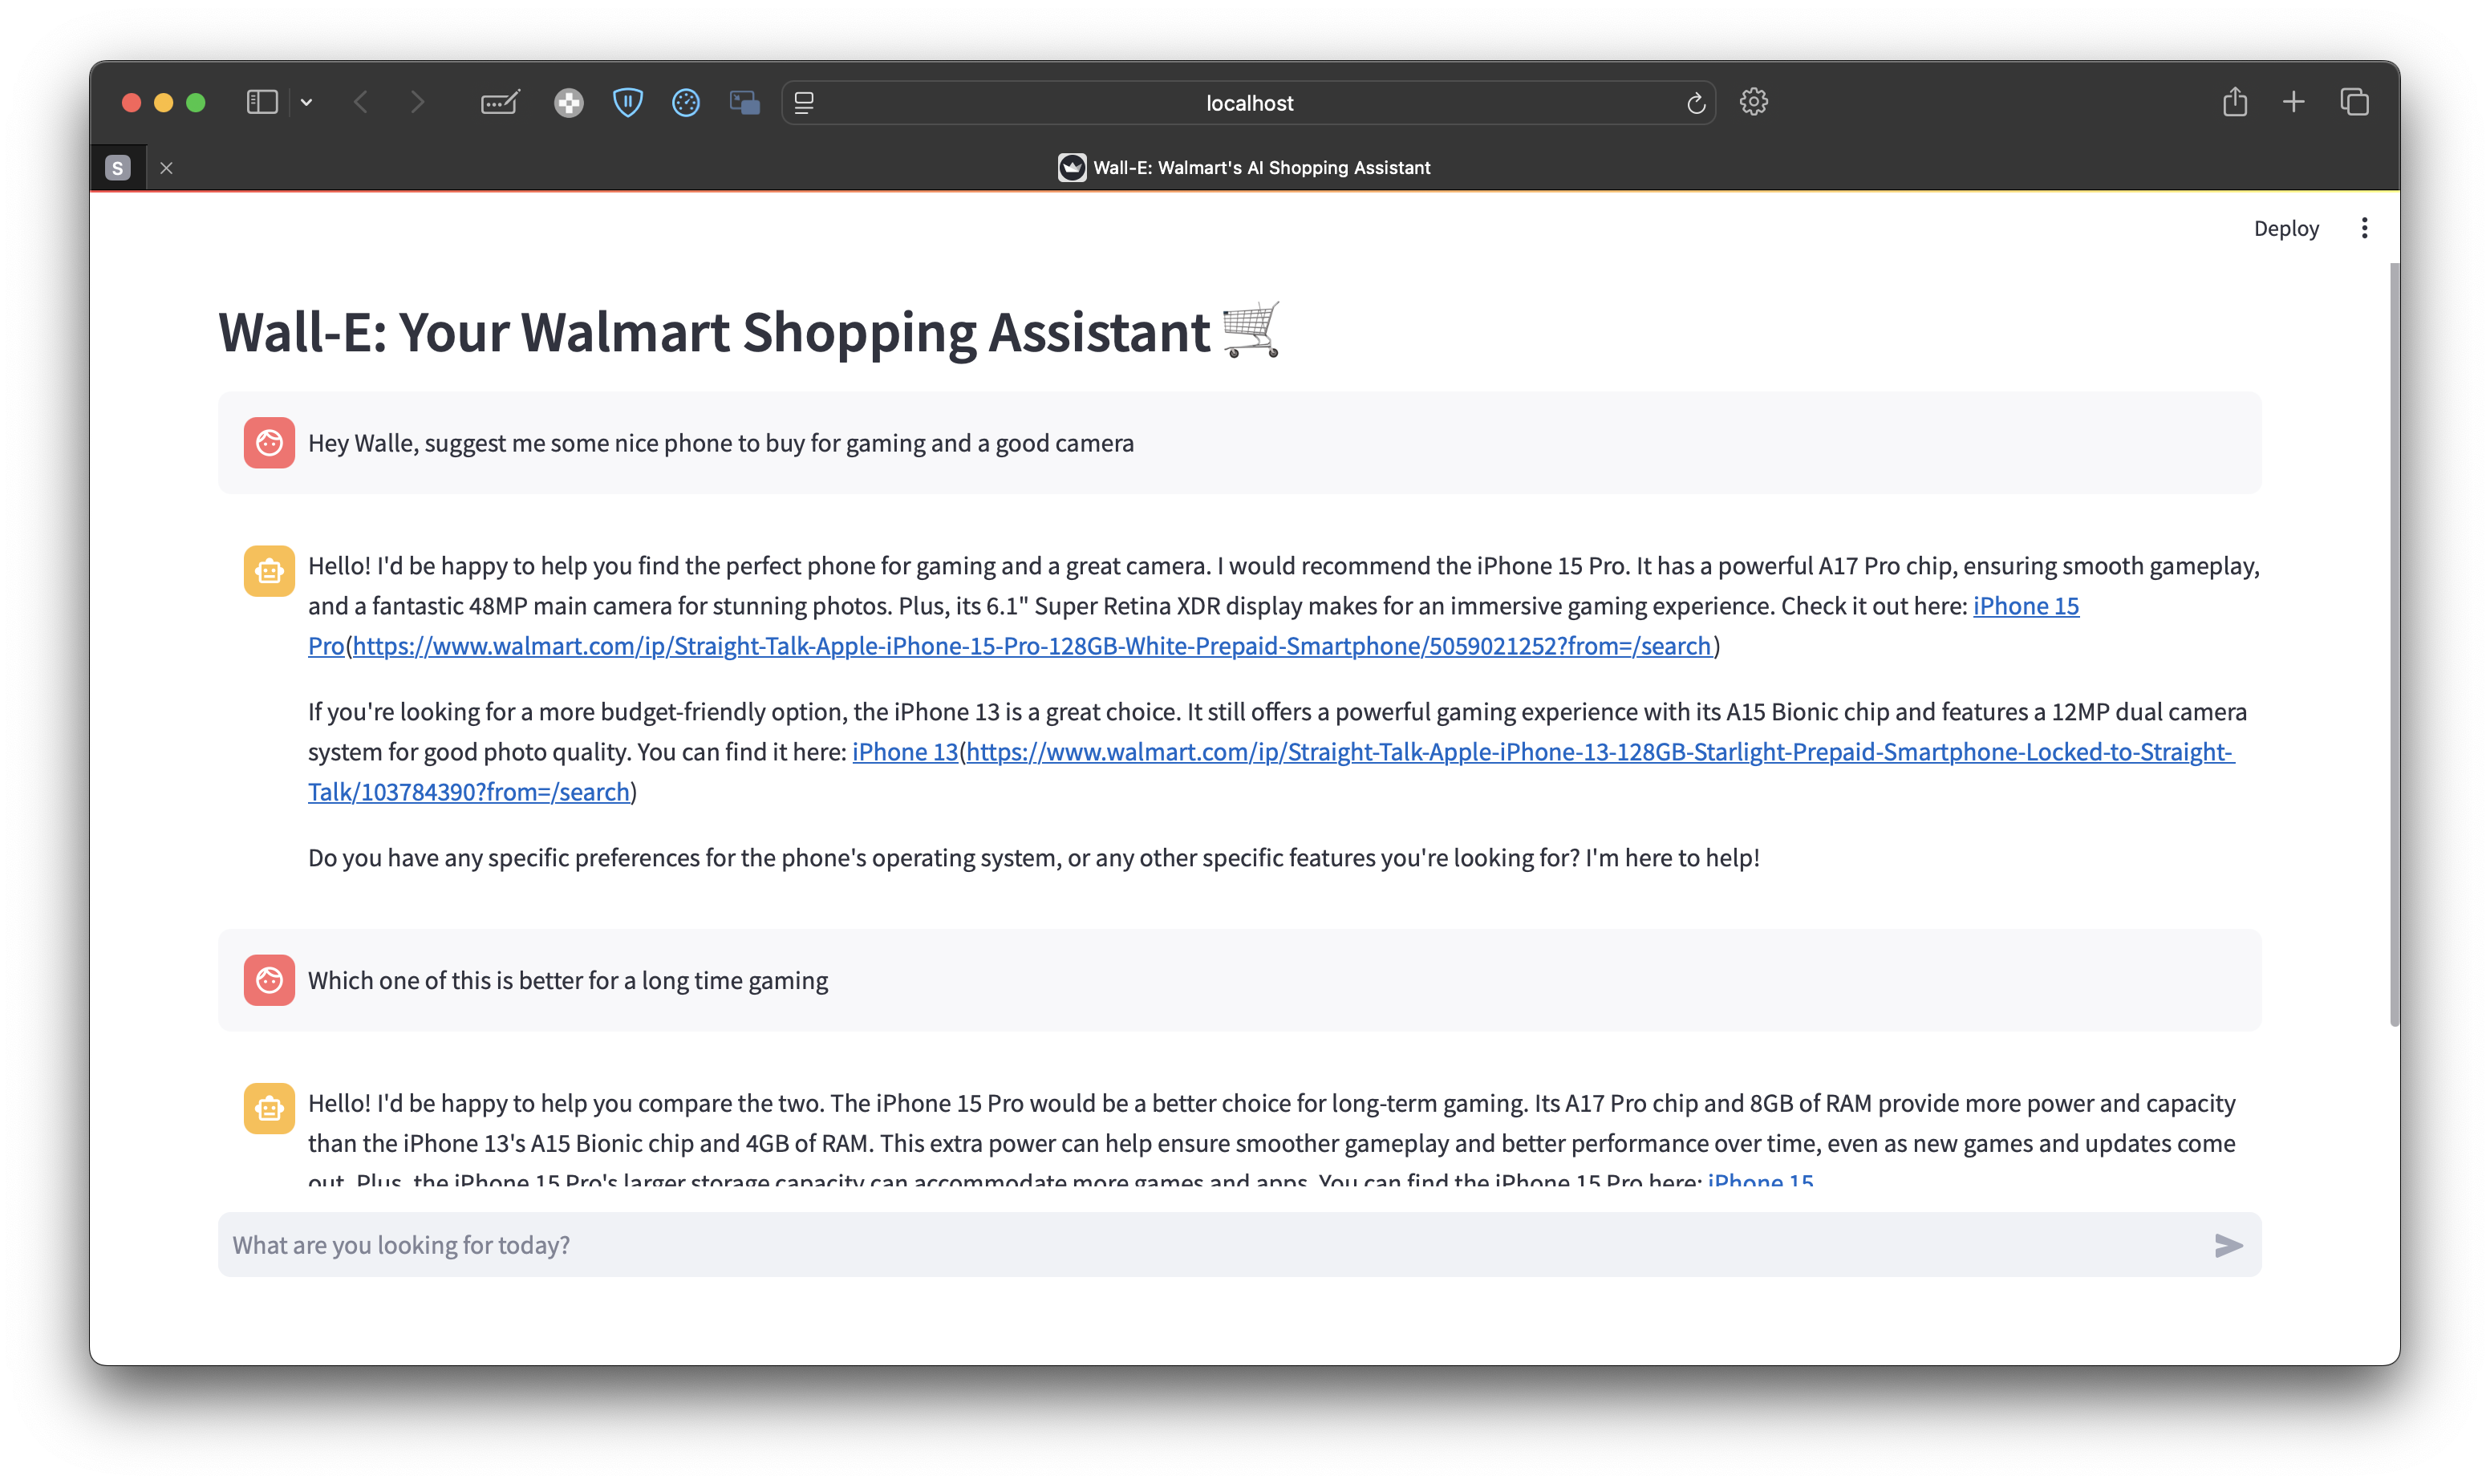 localhost
S
Wall-E: Walmart's AI Shopping Assistant
Deploy
Wall-E: Your Walmart Shopping Assistant
Hey Walle, suggest me some nice phone to buy for gaming and a good camera
Hello! I'd be happy to help you find the perfect phone for gaming and a great camera. I would recommend the iPhone 15 Pro. It has a powerful A17 Pro chip, ensuring smooth gameplay,
and a fantastic 48MP main camera for stunning photos. Plus, its 6.1" Super Retina XDR display makes for an immersive gaming experience. Check it out here: iPhone 15
Pro(https://www.walmart.com/ip/Straight-Talk-Apple-iPhone-15-Pro-128GB-White-Prepaid-Smartphone/5059021252?from=/search)
If you're looking for a more budget-friendly option, the iPhone 13 is a great choice. It still offers a powerful gaming experience with its A15 Bionic chip and features a 12MP dual camera
system for good photo quality. You can find it here: iPhone 13(https://www.walmart.com/ip/Straight-Talk-Apple-iPhone-13-128GB-Starlight-Prepaid-Smartphone-Locked-to-Straight-
Talk/103784390?from=/search)
Do you have any specific preferences for the phone's operating system, or any other specific features you're looking for? I'm here to help!
Which one of this is better for a long time gaming
Hello! I'd be happy to help you compare the two. The iPhone 15 Pro would be a better choice for long-term gaming. Its A17 Pro chip and 8GB of RAM provide more power and capacity
than the iPhone 13's A15 Bionic chip and 4GB of RAM. This extra power can help ensure smoother gameplay and better performance over time, even as new games and updates come
out. Plus, the iPhone 15 Pro's larger storage capacity can accommodate more games and apps. You can find the iPhone 15 Pro here: iPhone 15
What are you looking for today?